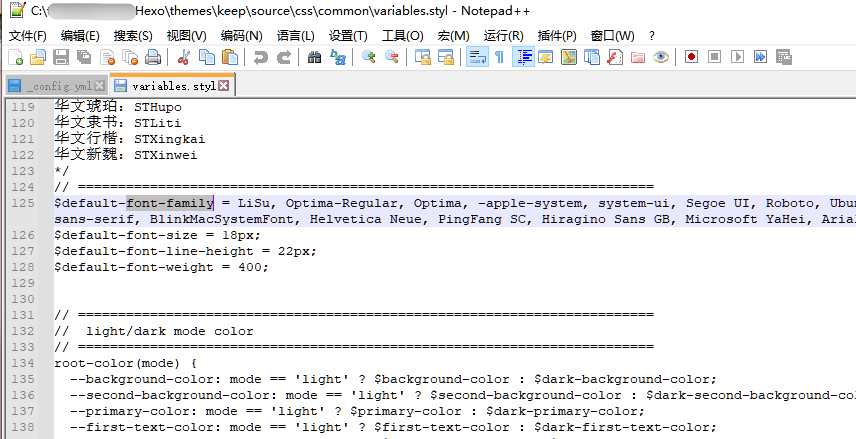 C:\t Hexo\themes\keep\source\css\common\variables.styl - Notepad++
文件(F) 编辑(E) 搜索(S) 视图(V) 编码(N) 语言(L) 设置(T) 工具(O) 宏(M) 运行(R) 插件(P) 窗口(W) ?
_config.yml variables.styl
119 华文琥珀: STHupo
120 华文隶书: STLiti
121 华文行楷: STXingkai
122 华文新魏: STXinwei
123 */
124 // ========================================================================
125 $default-font-family = LiSu, Optima-Regular, Optima, -apple-system, system-ui, Segoe UI, Roboto, Ubu
sans-serif, BlinkMacSystemFont, Helvetica Neue, PingFang SC, Hiragino Sans GB, Microsoft YaHei, Aria
126 $default-font-size = 18px;
127 $default-font-line-height = 22px;
128 $default-font-weight = 400;
129
130
131 // ========================================================================
132 //  light/dark mode color
133 // ========================================================================
134 root-color(mode) {
135   --background-color: mode == 'light' ? $background-color : $dark-background-color;
136   --second-background-color: mode == 'light' ? $second-background-color : $dark-second-background-colo
137   --primary-color: mode == 'light' ? $primary-color : $dark-primary-color;
138   --first-text-color: mode == 'light' ? $first-text-color : $dark-first-text-color;